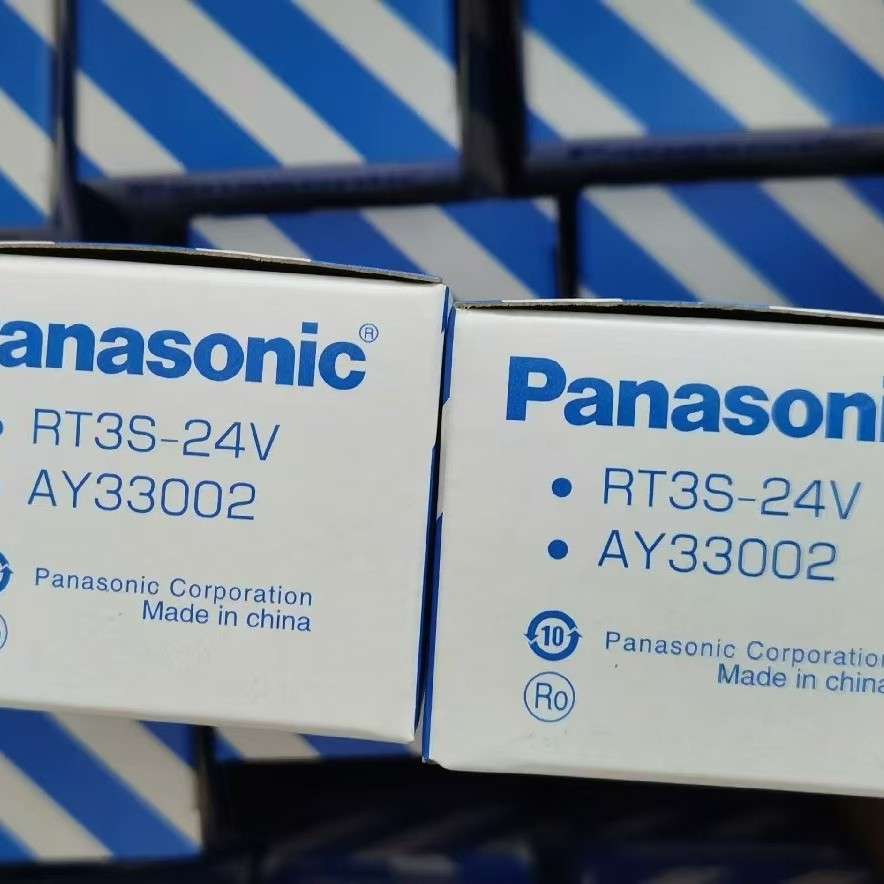 Panasonic®
• RT3S-24V
• AY33002
Panasonic Corporation
Made in china
Panasoni
• RT3S-24V
• AY33002
10
Panasonic Corporation
Ro
Made in china